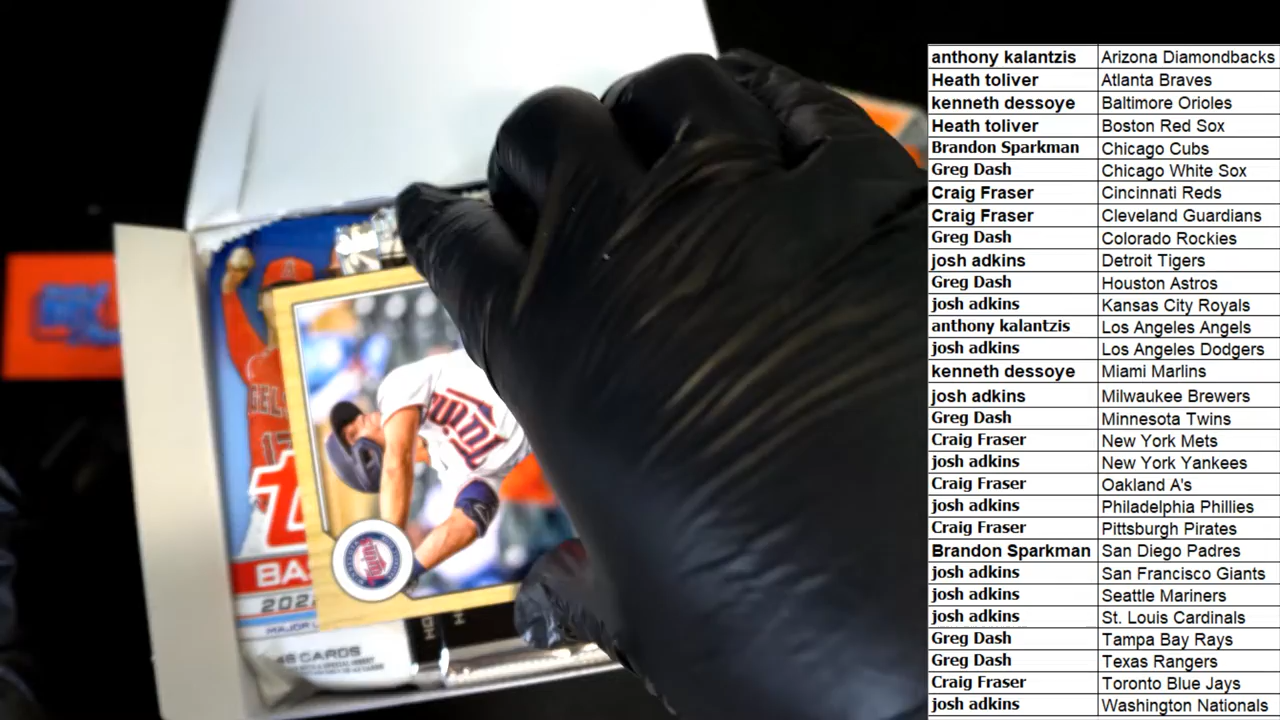 anthony kalantzis Arizona Diamondbacks
Heath toliver Atlanta Braves
kenneth dessoye Baltimore Orioles
Heath toliver Boston Red Sox
Brandon Sparkman Chicago Cubs
Greg Dash Chicago White Sox
Craig Fraser Cincinnati Reds
Craig Fraser Cleveland Guardians
Greg Dash Colorado Rockies
josh adkins Detroit Tigers
Greg Dash Houston Astros
josh adkins Kansas City Royals
anthony kalantzis Los Angeles Angels
josh adkins Los Angeles Dodgers
kenneth dessoye Miami Marlins
josh adkins Milwaukee Brewers
Greg Dash Minnesota Twins
Craig Fraser New York Mets
josh adkins New York Yankees
Craig Fraser Oakland A's
josh adkins Philadelphia Phillies
Craig Fraser Pittsburgh Pirates
Brandon Sparkman San Diego Padres
josh adkins San Francisco Giants
josh adkins Seattle Mariners
josh adkins St. Louis Cardinals
Greg Dash Tampa Bay Rays
Greg Dash Texas Rangers
Craig Fraser Toronto Blue Jays
josh adkins Washington Nationals
Twins
Twins
BA
202
MAJOR L
CARDS